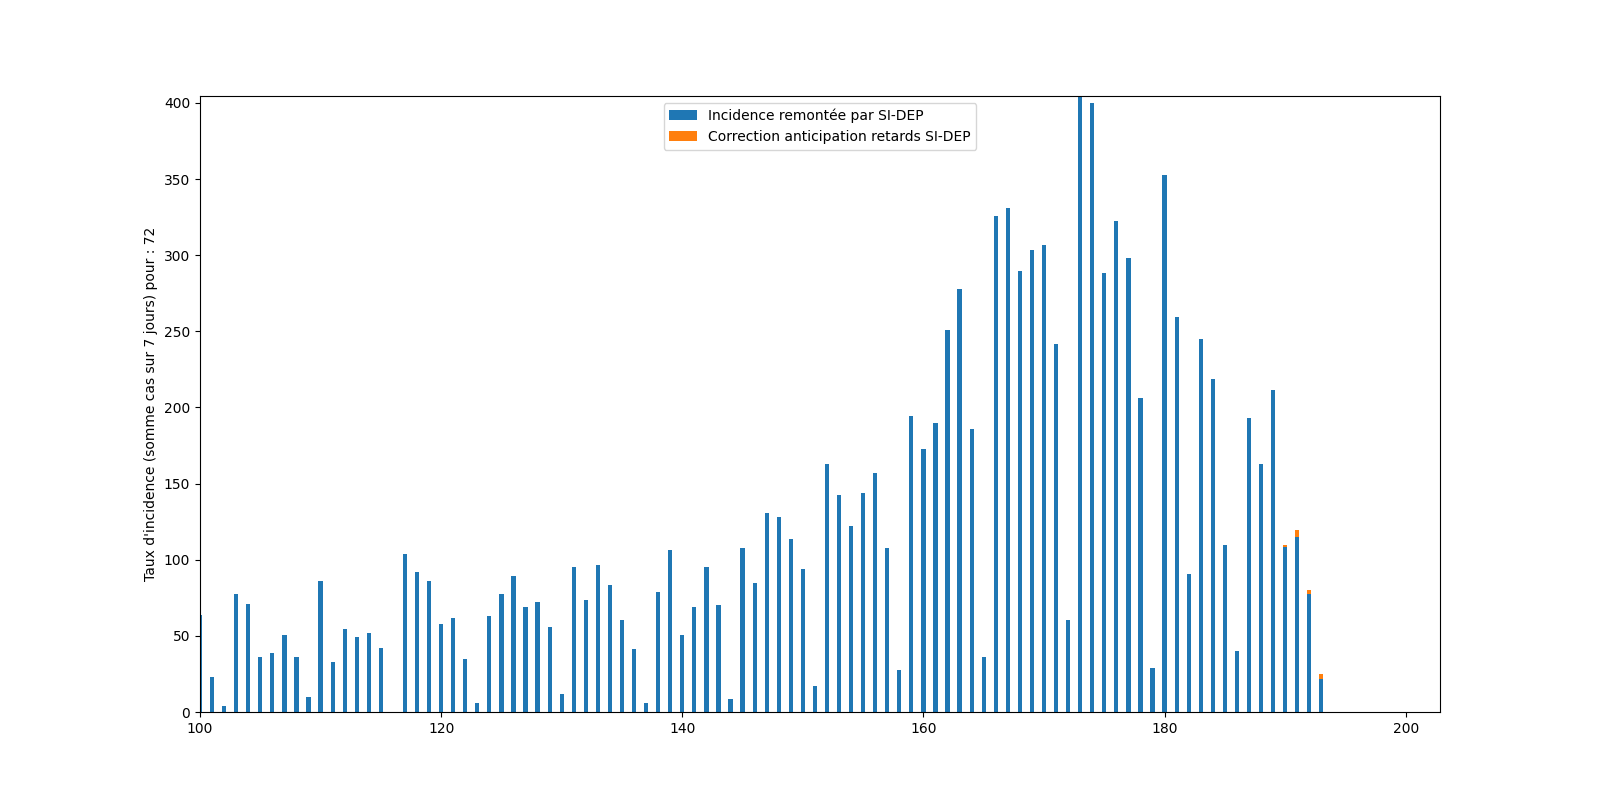 Incidence remontée par SI-DEP
Correction anticipation retards SI-DEP
Taux d'incidence (somme cas sur 7 jours) pour : 72
400
350
300
250
200
150
100
50
0
100 120 140 160 180 200